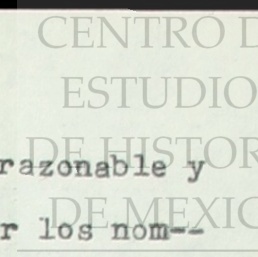 CENTRO D
ESTUDIO
DE HISTOR
razonable y
DE MEXIC
r los nom--